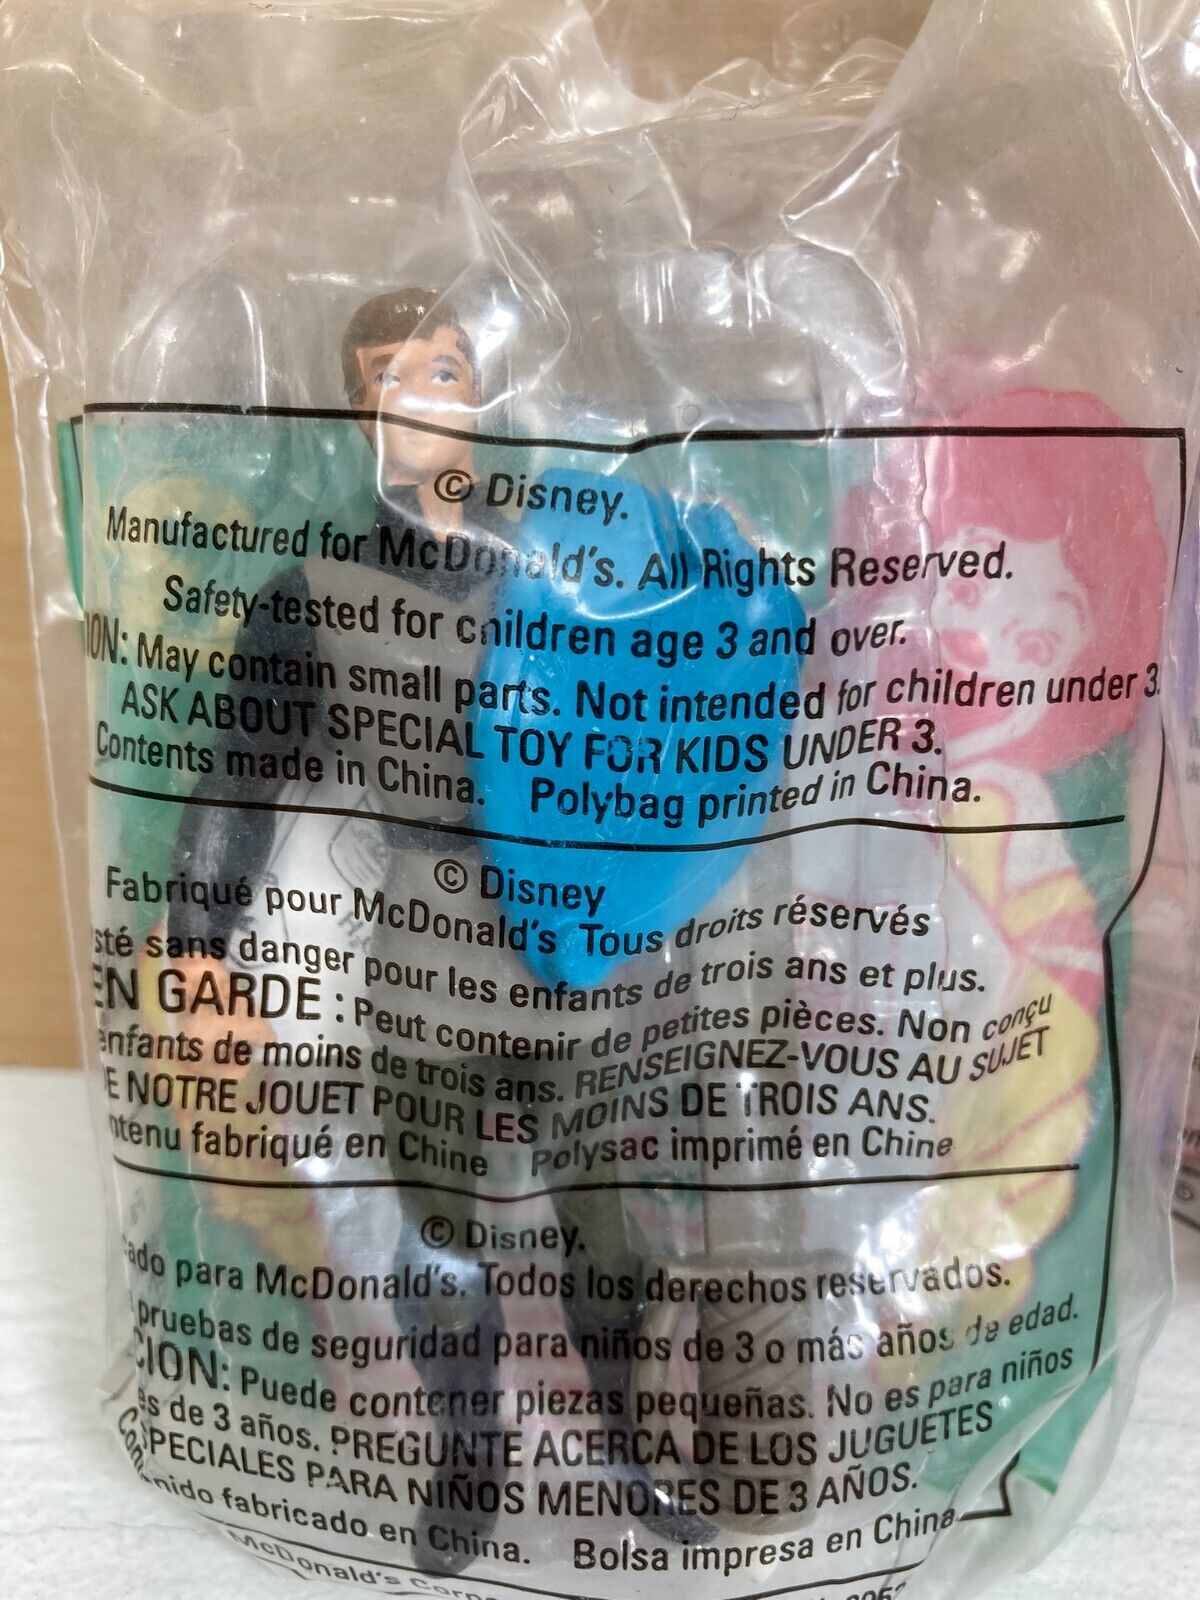 © Disney.
Manufactured for McDonald's. All Rights Reserved.
Safety-tested for children age 3 and over.
ION: May contain small parts. Not intended for children under 3.
ASK ABOUT SPECIAL TOY FOR KIDS UNDER 3.
Contents made in China. Polybag printed in China.
© Disney
Fabriqué pour McDonald's Tous droits réservés
sté sans danger pour les enfants de trois ans et plus.
EN GARDE : Peut contenir de petites pièces. Non conçu
enfants de moins de trois ans. RENSEIGNEZ-VOUS AU SUJET
E NOTRE JOUET POUR LES MOINS DE TROIS ANS.
ntenu fabriqué en Chine Polysac imprimé en Chine
© Disney.
cado para McDonald's. Todos los derechos reservados.
pruebas de seguridad para niños de 3 o más años de edad.
CION: Puede contener piezas pequeñas. No es para niños
es de 3 años. PREGUNTE ACERCA DE LOS JUGUETES
SPECIALES PARA NIÑOS MENORES DE 3 AÑOS.
Contenido fabricado en China. Bolsa impresa en China
McDonald's Corpo